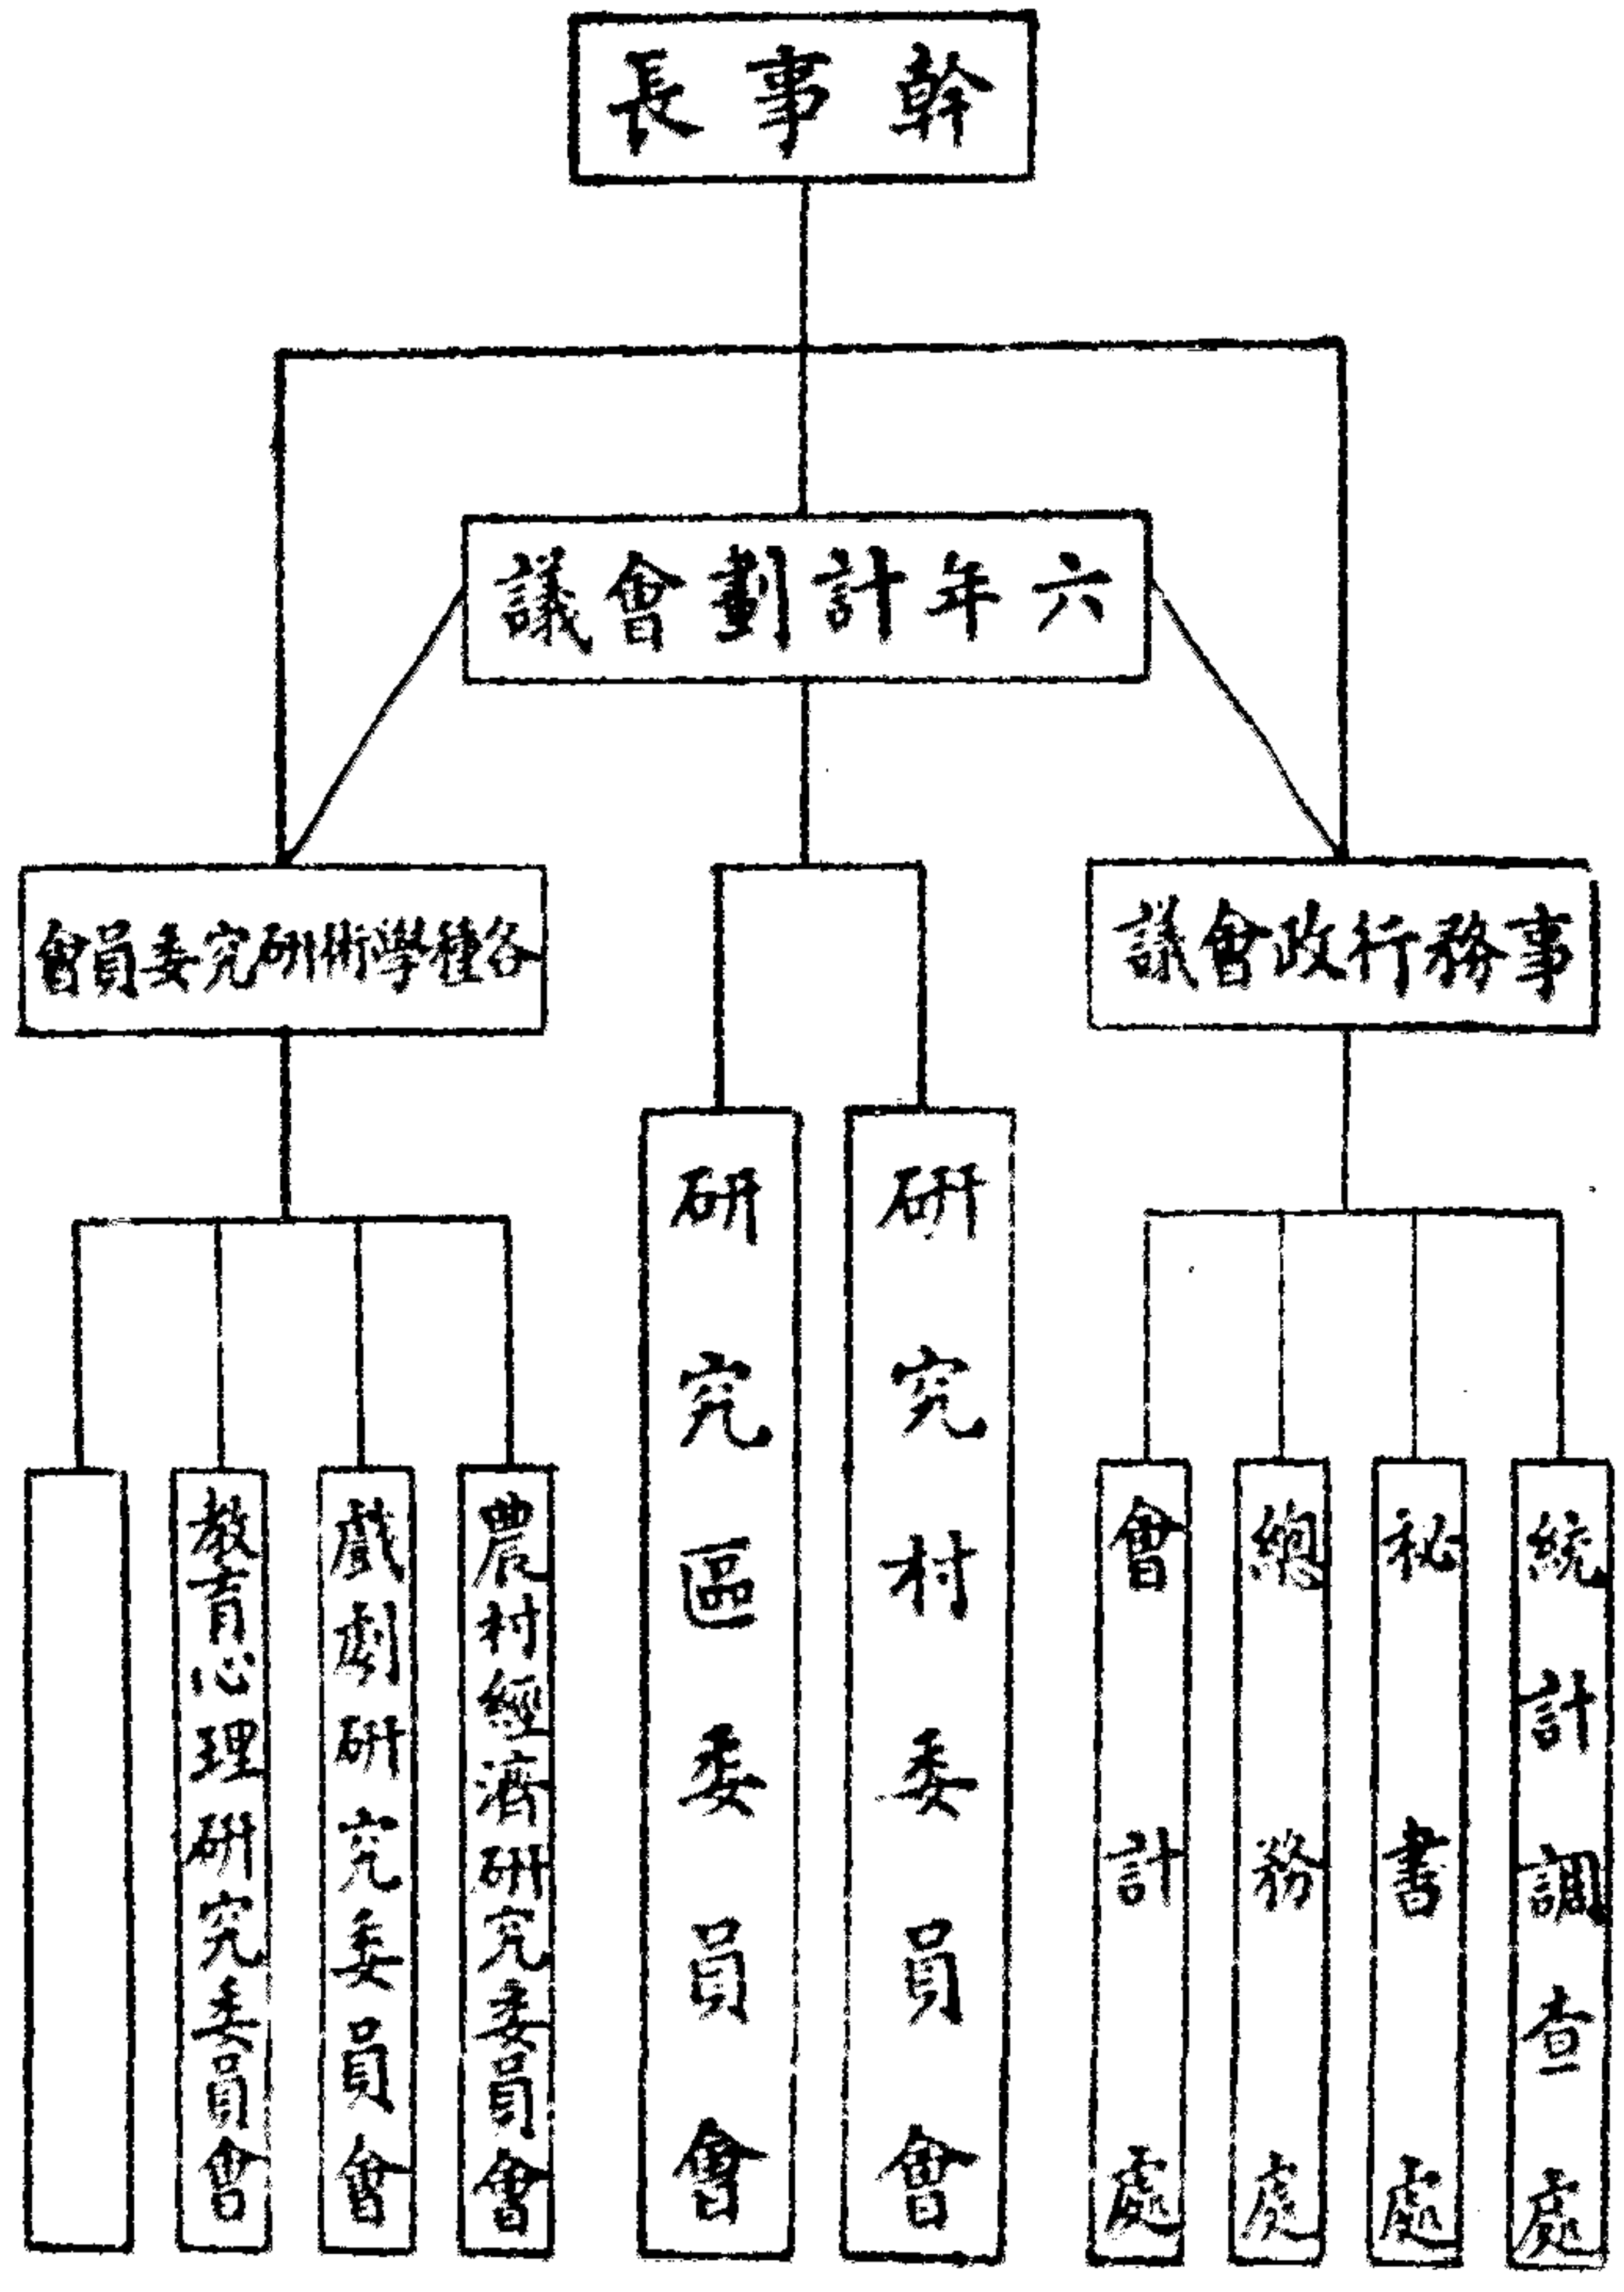 幹事長
六年計劃會議
事務行政會議
各種學術研究委員會
統計調查處
秘書處
總務處
會計處
研究村委員會
研究區委員會
農村經濟研究委員會
戲劇研究委員會
教育心理研究委員會